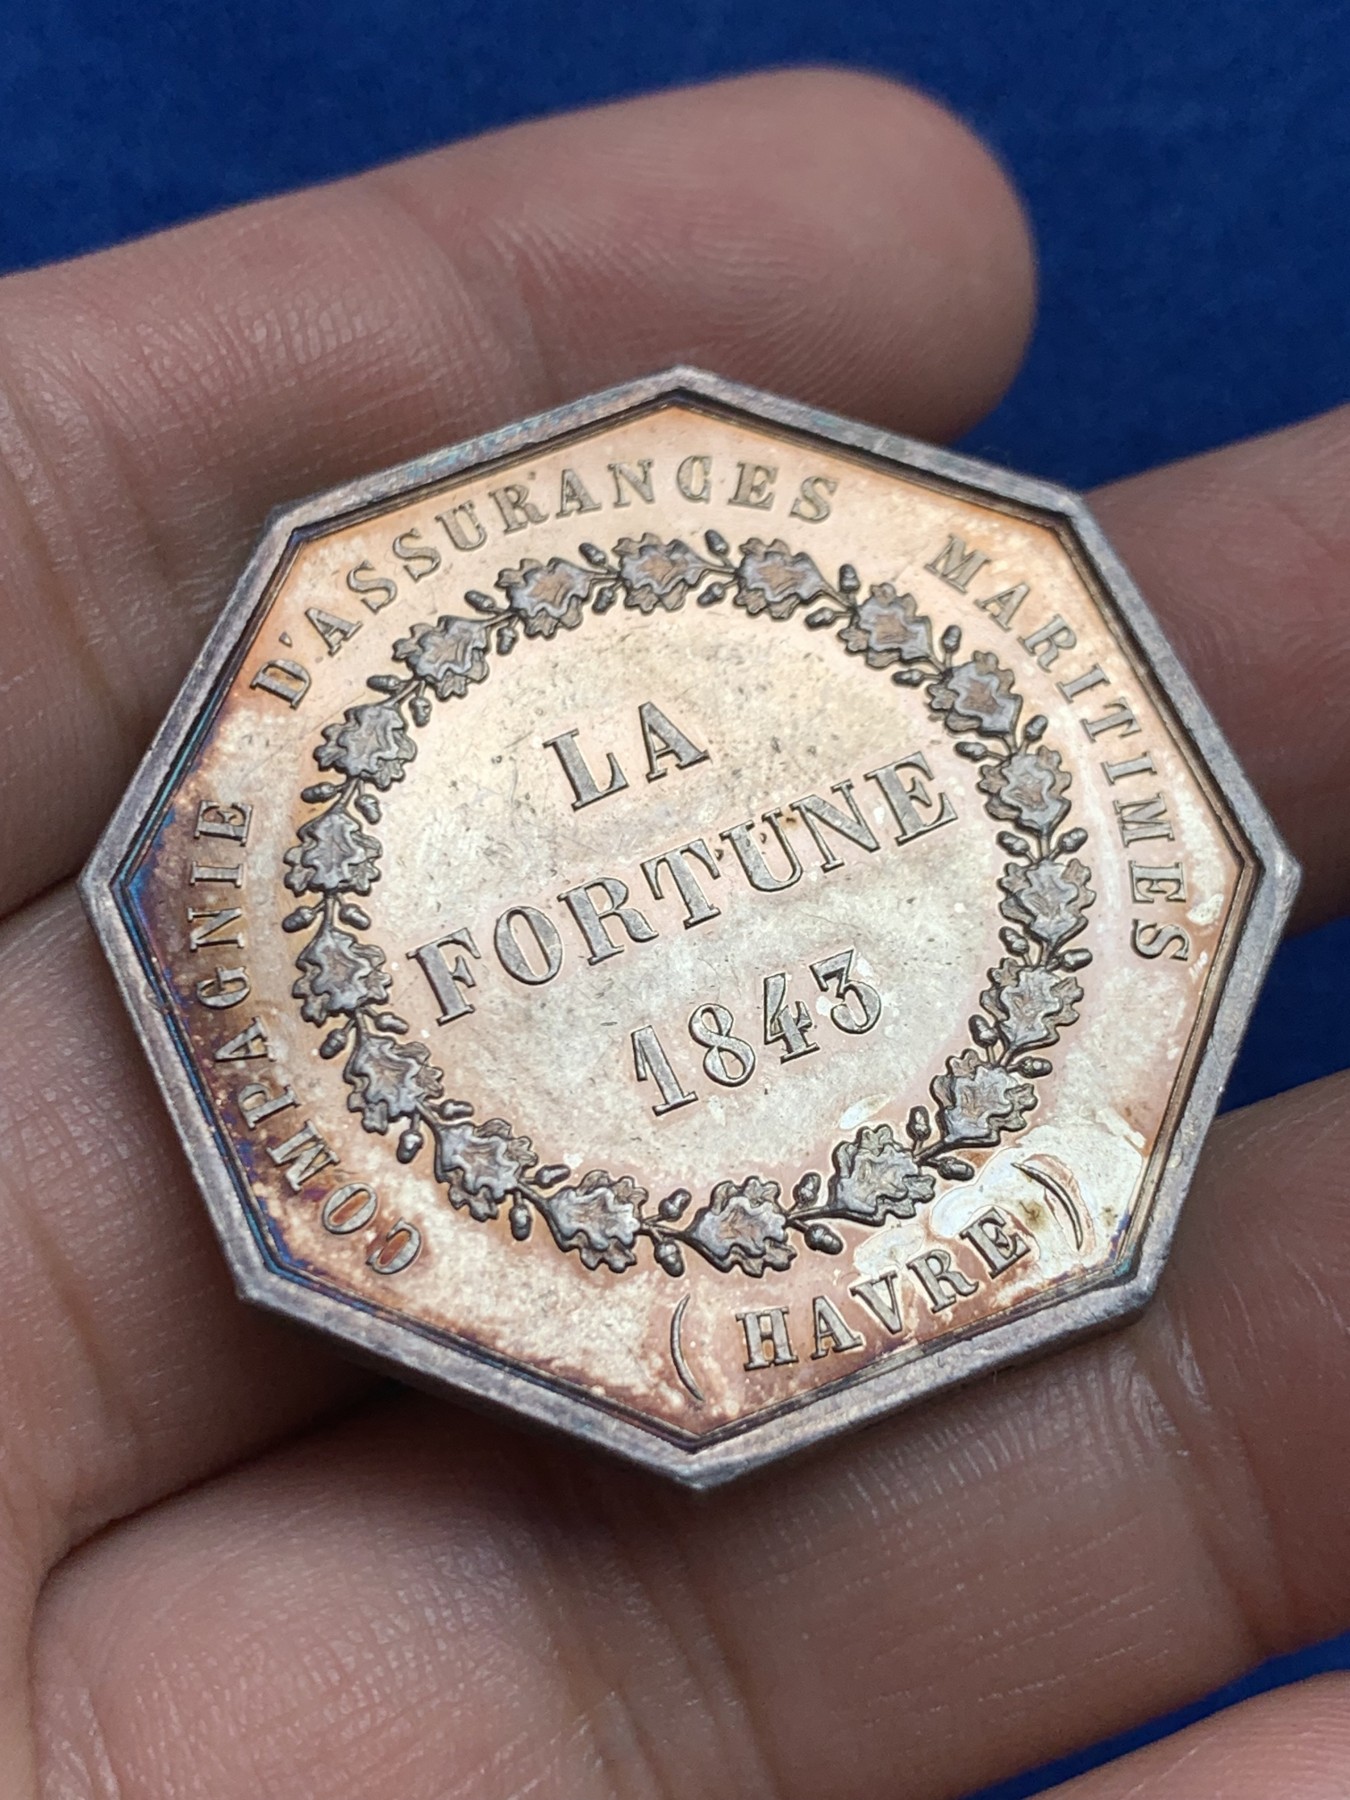 COMPAGNIE D'ASSURANCES MARITIMES
LA
FORTUNE
1843
(HAVRE)